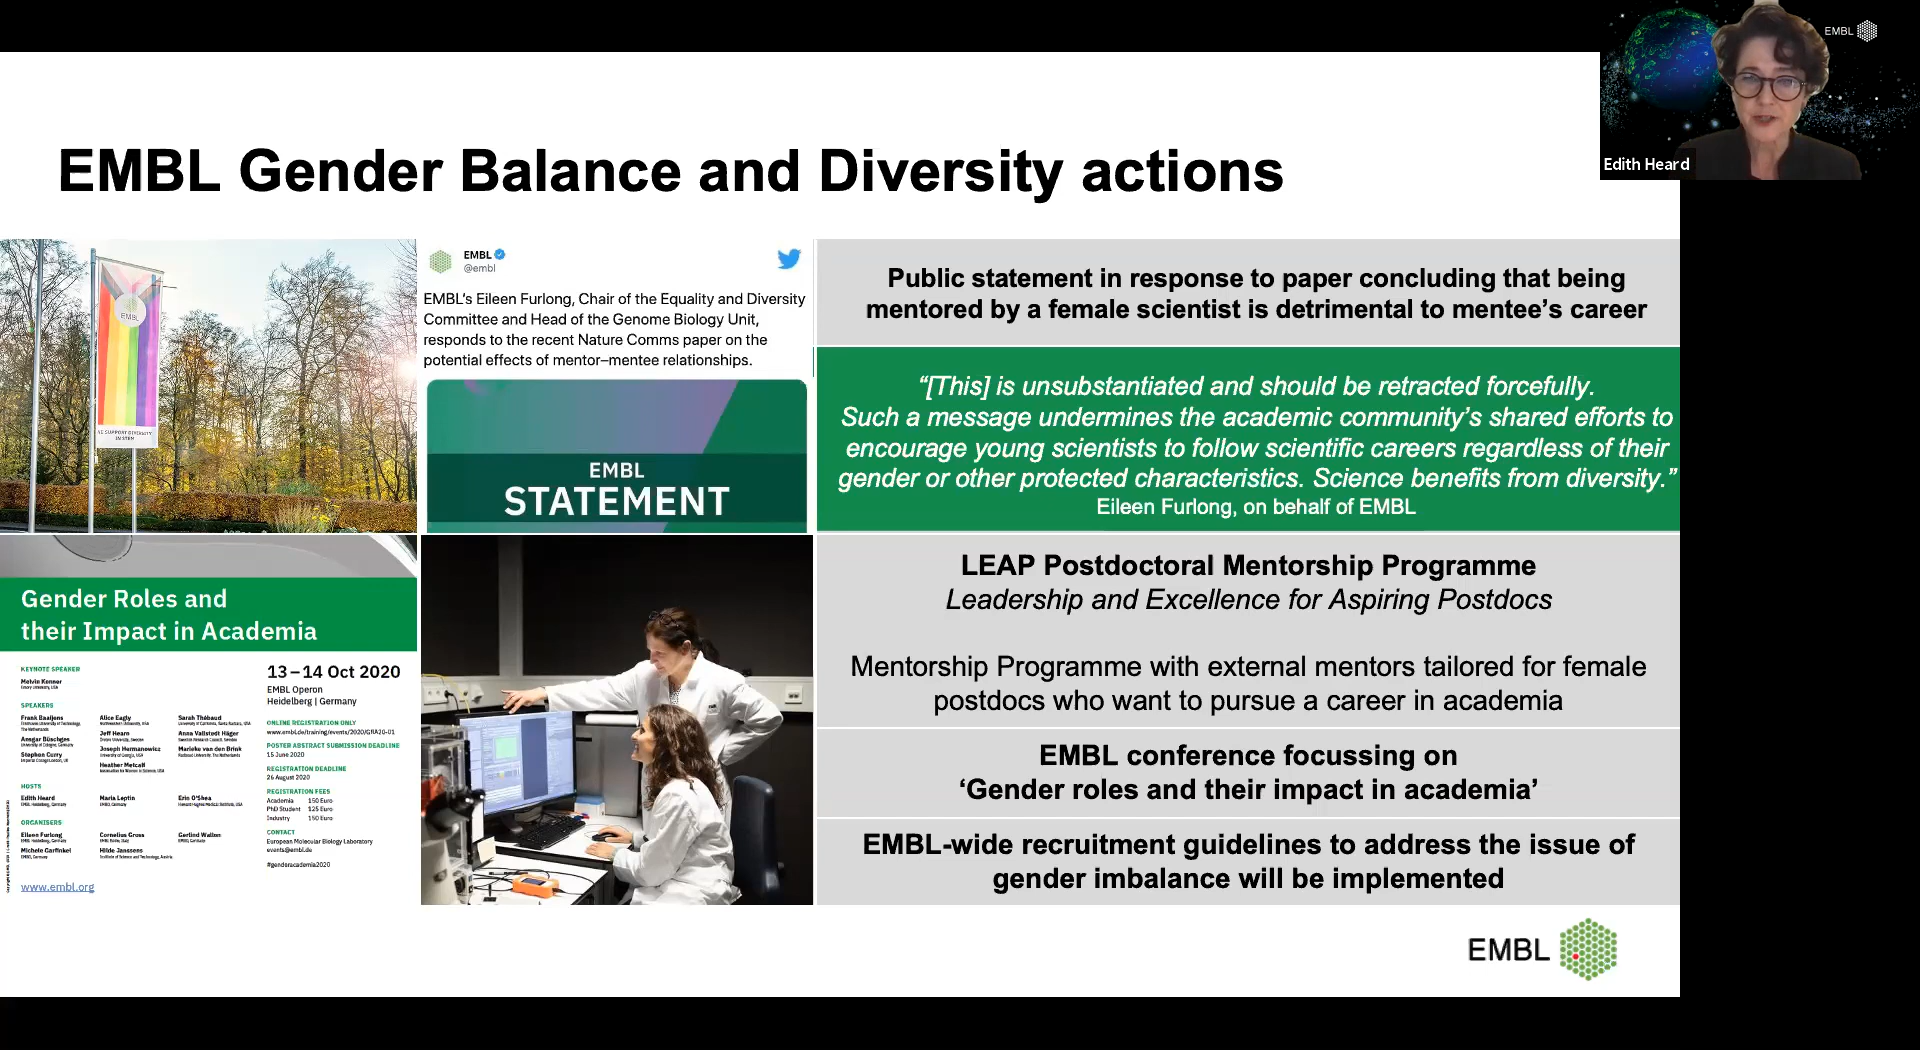 EMBL
Edith Heard
EMBL Gender Balance and Diversity actions
EMBL
WE SUPPORT DIVERSITY
IN STEM
EMBL
@embl
EMBL's Eileen Furlong, Chair of the Equality and Diversity
Committee and Head of the Genome Biology Unit,
responds to the recent Nature Comms paper on the
potential effects of mentor–mentee relationships.
EMBL
STATEMENT
Public statement in response to paper concluding that being
mentored by a female scientist is detrimental to mentee's career
“[This] is unsubstantiated and should be retracted forcefully.
Such a message undermines the academic community's shared efforts to
encourage young scientists to follow scientific careers regardless of their
gender or other protected characteristics. Science benefits from diversity.”
Eileen Furlong, on behalf of EMBL
Gender Roles and
their Impact in Academia
KEYNOTE SPEAKER
Melvin Konner
Emory University, USA
SPEAKERS
Frank Baaijens
Eindhoven University of Technology,
The Netherlands
Ansgar Büschges
University of Cologne, Germany
Stephen Curry
Imperial College London, UK
Alice Eagly
Northwestern University, USA
Jeff Hearn
Örebro University, Sweden
Joseph Hermanowicz
University of Georgia, USA
Heather Metcalf
Association for Women in Science, USA
Sarah Thébaud
University of California, Santa Barbara, USA
Anna Vallstedt Häger
Swedish Research Council, Sweden
Marieke van den Brink
Radboud University, The Netherlands
HOSTS
Edith Heard
EMBL Heidelberg, Germany
Maria Leptin
EMBO, Germany
Erin O'Shea
Howard Hughes Medical Institute, USA
ORGANISERS
Eileen Furlong
EMBL Heidelberg, Germany
Michele Garfinkel
EMBO, Germany
Cornelius Gross
EMBL Rome, Italy
Hilde Janssens
Institute of Science and Technology, Austria
Gerlind Wallon
EMBO, Germany
www.embl.org
13–14 Oct 2020
EMBL Operon
Heidelberg | Germany
ONLINE REGISTRATION ONLY
www.embl.de/training/events/2020/GRA20-01
POSTER ABSTRACT SUBMISSION DEADLINE
15 June 2020
REGISTRATION DEADLINE
26 August 2020
REGISTRATION FEES
Academia 150 Euro
PhD Student 125 Euro
Industry 150 Euro
CONTACT
European Molecular Biology Laboratory
events@embl.de
#genderacademia2020
LEAP Postdoctoral Mentorship Programme
Leadership and Excellence for Aspiring Postdocs
Mentorship Programme with external mentors tailored for female
postdocs who want to pursue a career in academia
EMBL conference focussing on
‘Gender roles and their impact in academia’
EMBL-wide recruitment guidelines to address the issue of
gender imbalance will be implemented
EMBL